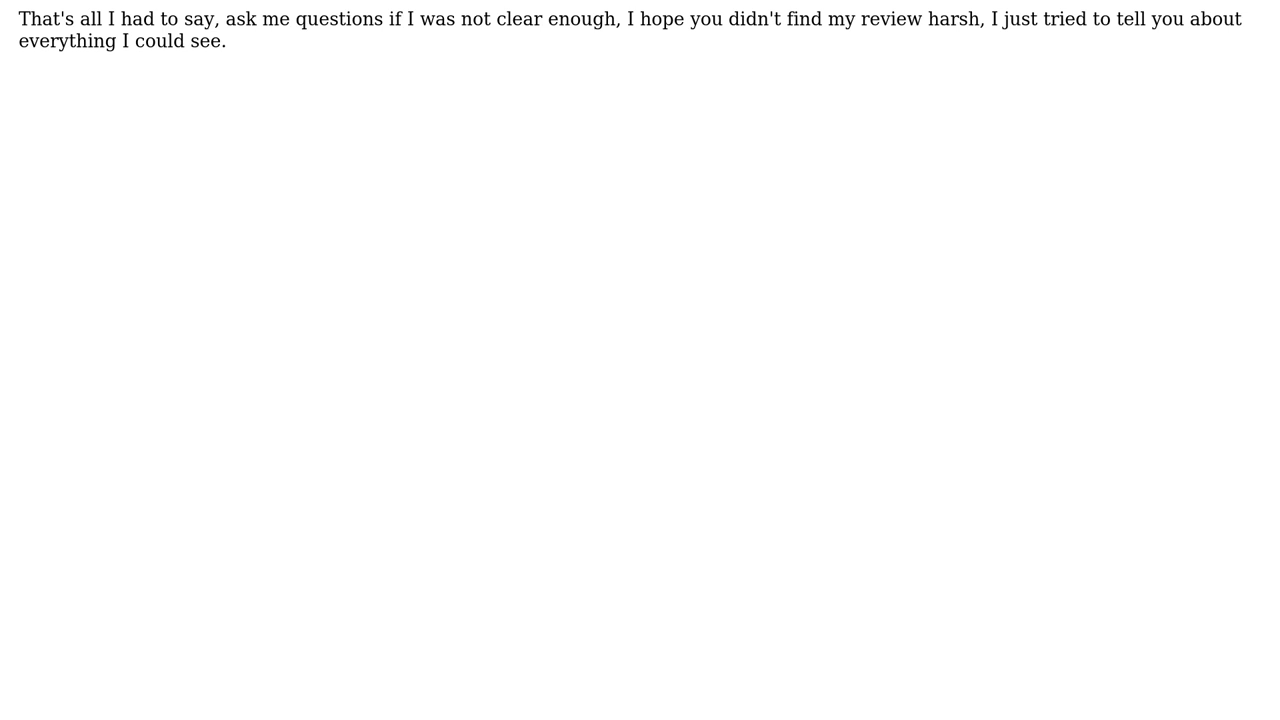 That's all I had to say, ask me questions if I was not clear enough, I hope you didn't find my review harsh, I just tried to tell you about
everything I could see.